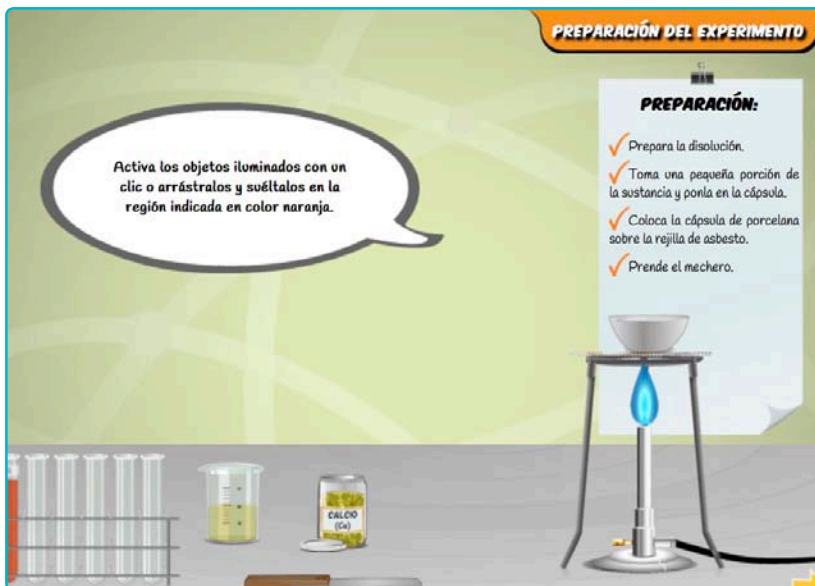 PREPARACIÓN DEL EXPERIMENTO
PREPARACIÓN:
Prepara la disolución.
Toma una pequeña porción de
la sustancia y ponla en la cápsula.
Coloca la cápsula de porcelana
sobre la rejilla de asbesto.
Prende el mechero.
Activa los objetos iluminados con un
clic o arrástralos y suéltalos en la
región indicada en color naranja.
CALCIO
(Ca)